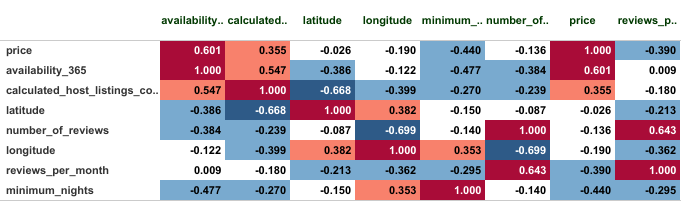 availability.. calculated.. latitude longitude minimum_.. number_of.. price reviews_p..
price 0.601 0.355 -0.026 -0.190 -0.440 -0.136 1.000 -0.390
availability_365 1.000 0.547 -0.386 -0.122 -0.477 -0.384 0.601 0.009
calculated_host_listings_co.. 0.547 1.000 -0.668 -0.399 -0.270 -0.239 0.355 -0.180
latitude -0.386 -0.668 1.000 0.382 -0.150 -0.087 -0.026 -0.213
number_of_reviews -0.384 -0.239 -0.087 -0.699 -0.140 1.000 -0.136 0.643
longitude -0.122 -0.399 0.382 1.000 0.353 -0.699 -0.190 -0.362
reviews_per_month 0.009 -0.180 -0.213 -0.362 -0.295 0.643 -0.390 1.000
minimum_nights -0.477 -0.270 -0.150 0.353 1.000 -0.140 -0.440 -0.295